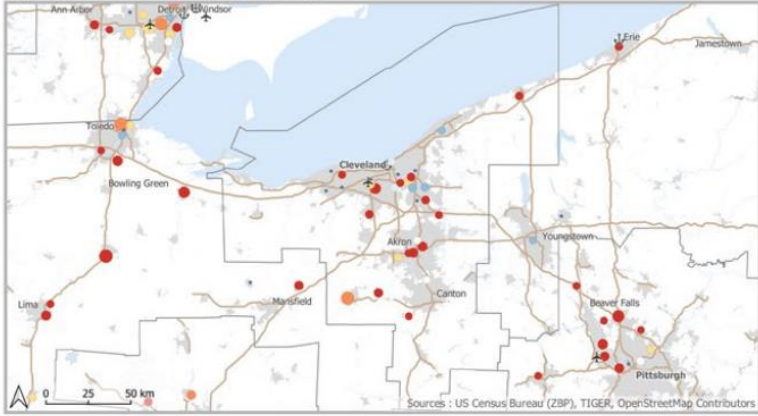 Ann Arbor
Detroit
Windsor
Erie
Jamestown
Toledo
Cleveland
Bowling Green
Youngstown
Akron
Lima
Mansfield
Canton
Beaver Falls
Pittsburgh
0 25 50 km
Sources : US Census Bureau (ZBP), TIGER, OpenStreetMap Contributors